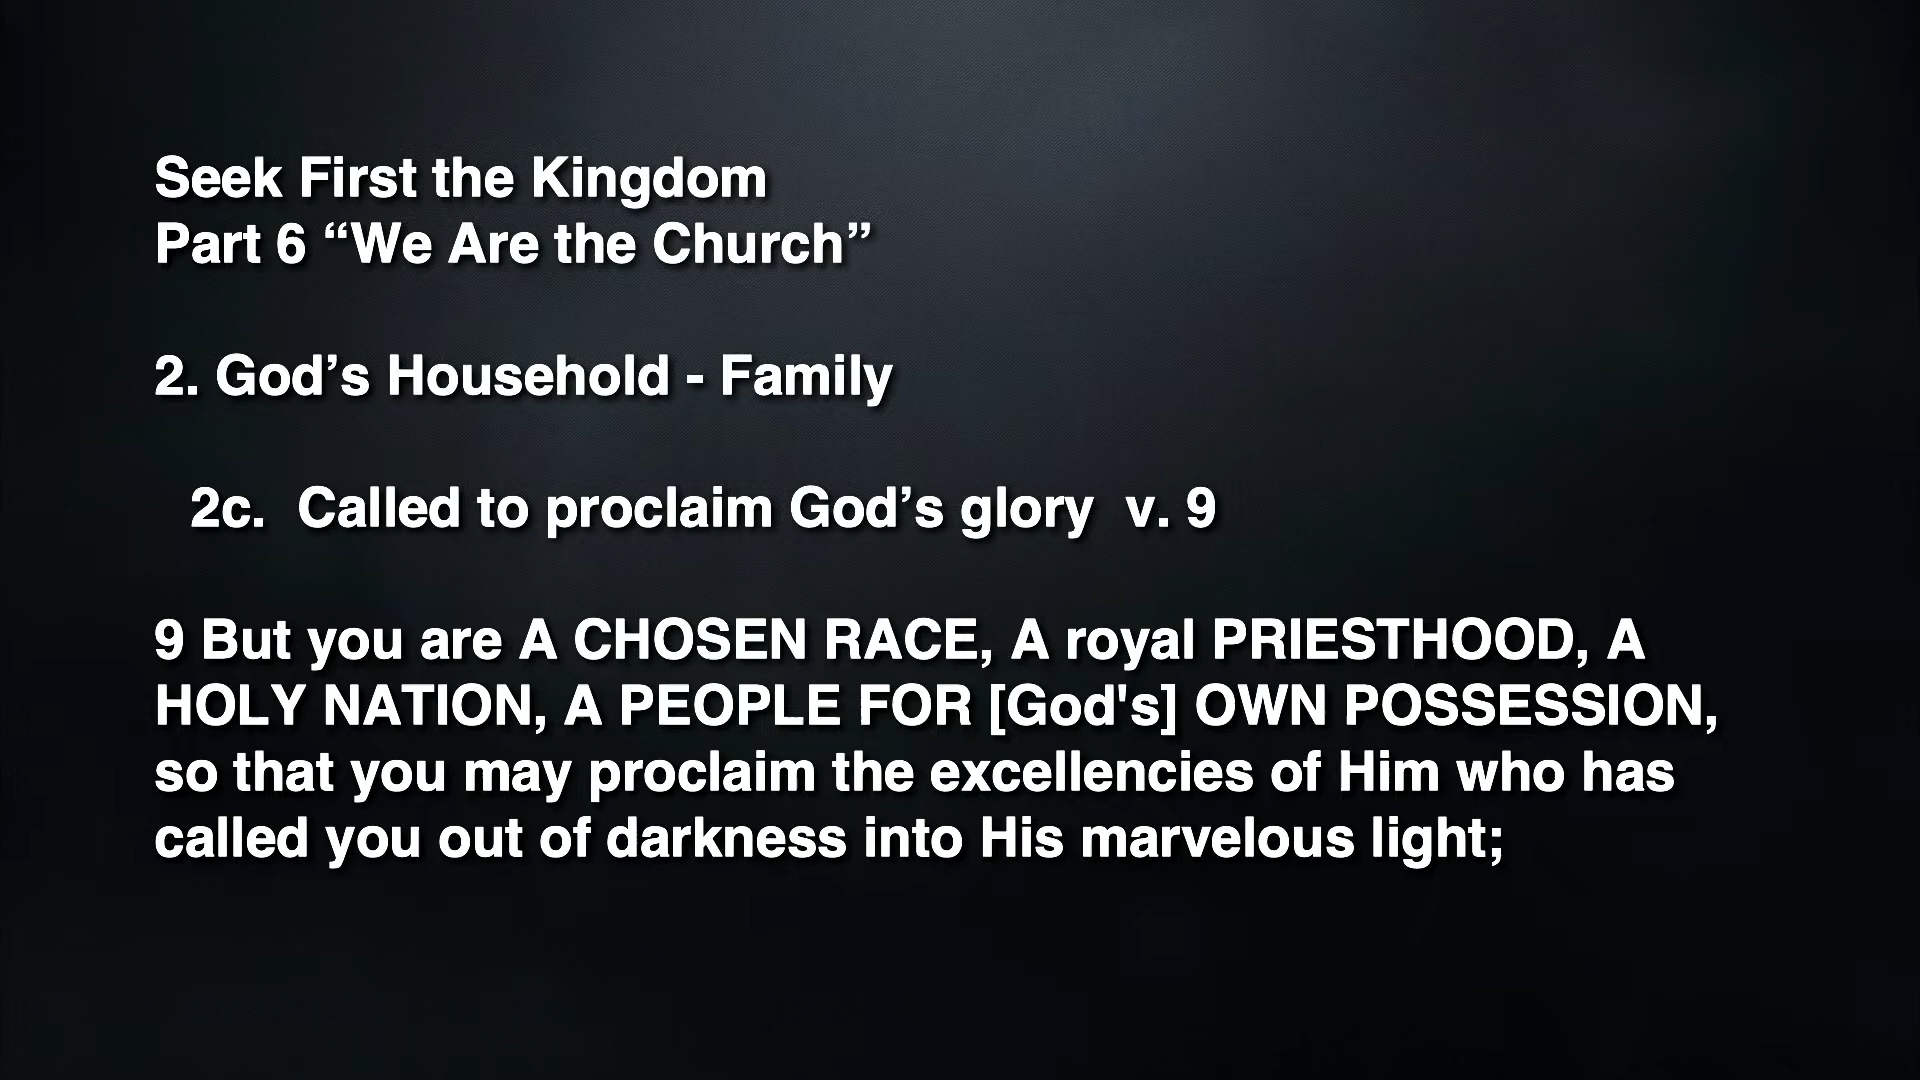 Seek First the Kingdom
Part 6 “We Are the Church”
2. God’s Household - Family
2c. Called to proclaim God’s glory v. 9
9 But you are A CHOSEN RACE, A royal PRIESTHOOD, A
HOLY NATION, A PEOPLE FOR [God's] OWN POSSESSION,
so that you may proclaim the excellencies of Him who has
called you out of darkness into His marvelous light;